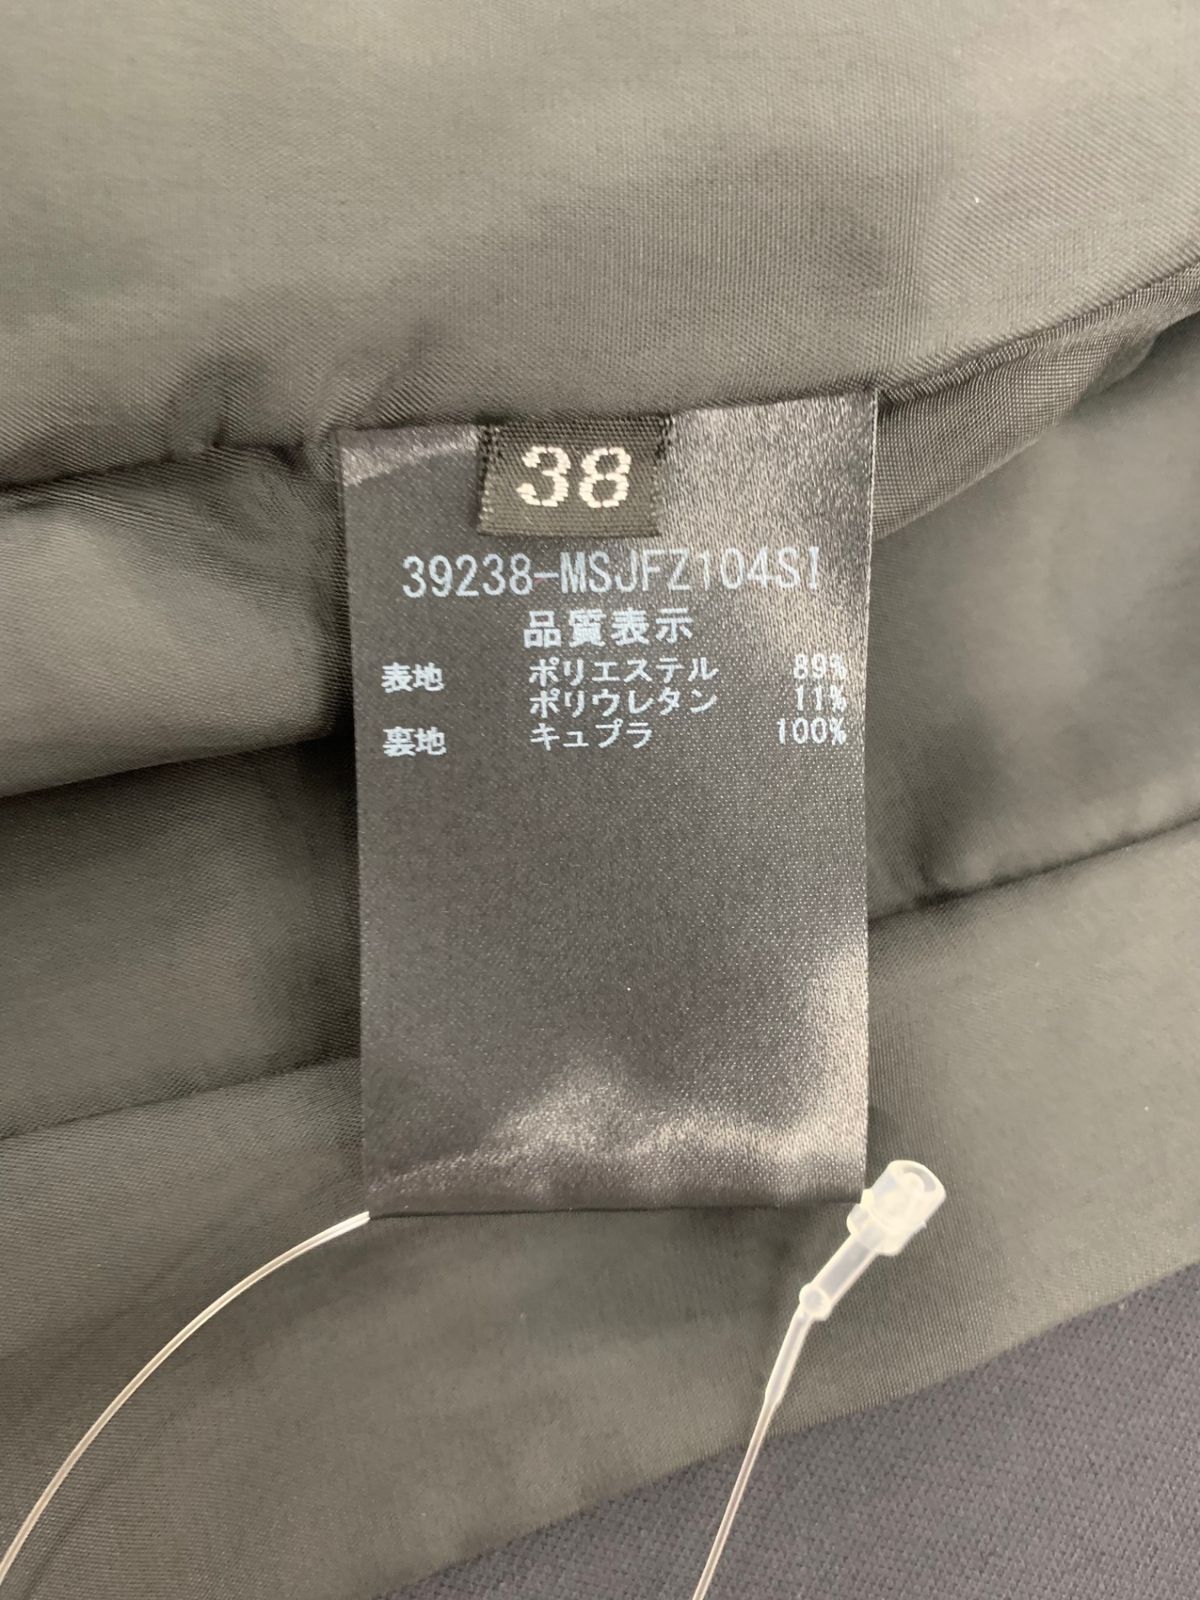 38
39238-MSJFZ104SI
品質表示
表地 ポリエステル 89%
ポリウレタン 11%
裏地 キュプラ 100%